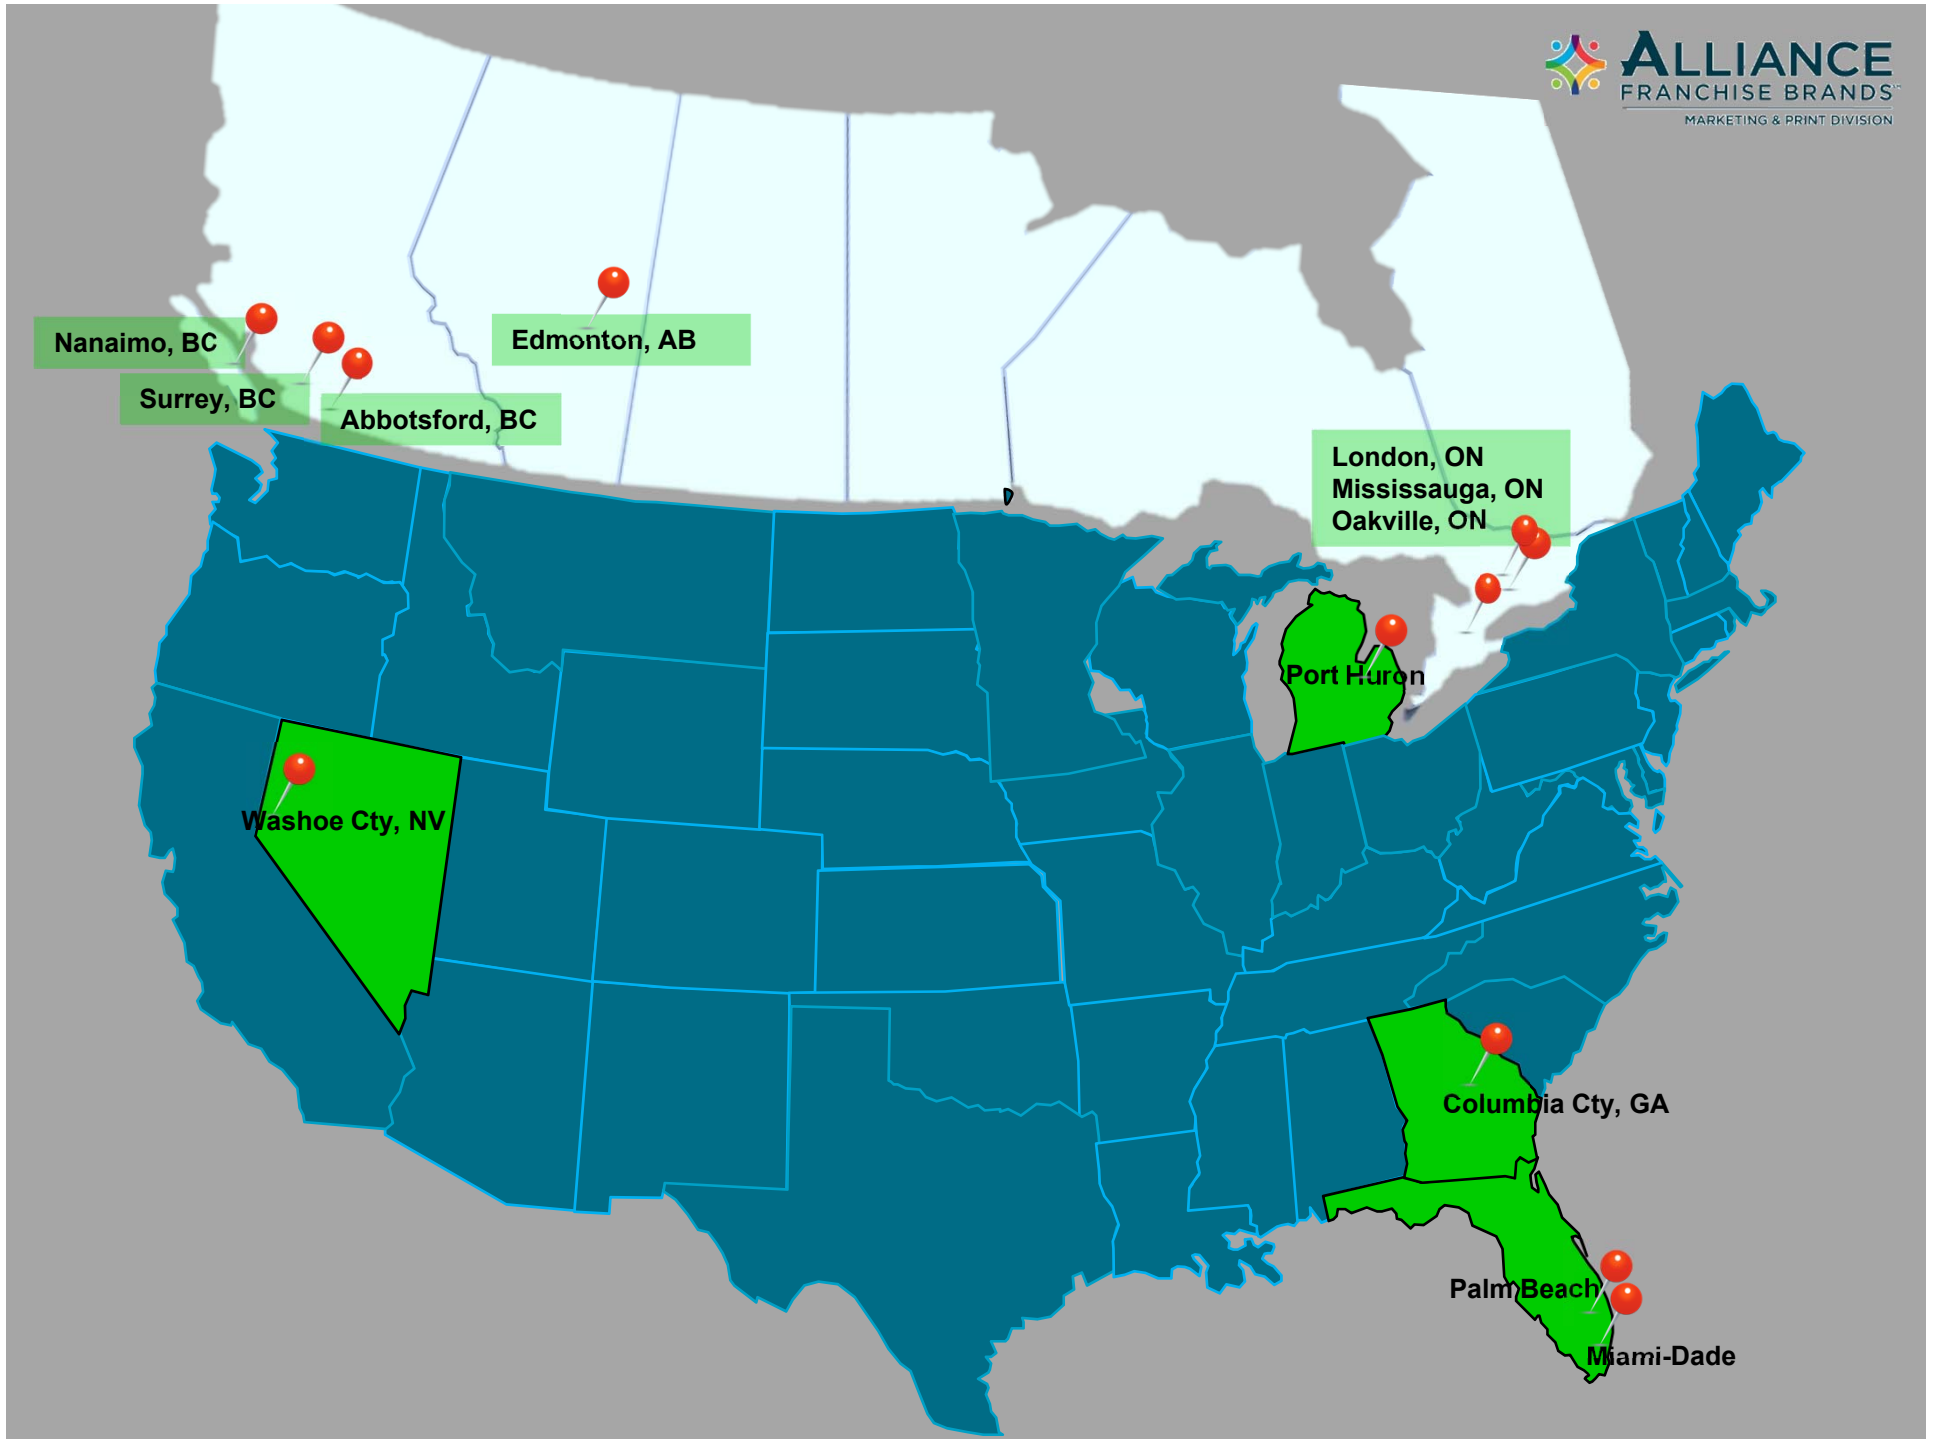 ALLIANCE
FRANCHISE BRANDS™
MARKETING & PRINT DIVISION
Nanaimo, BC
Edmonton, AB
Surrey, BC
Abbotsford, BC
London, ON
Mississauga, ON
Oakville, ON
Port Huron
Washoe Cty, NV
Columbia Cty, GA
Palm Beach
Miami-Dade